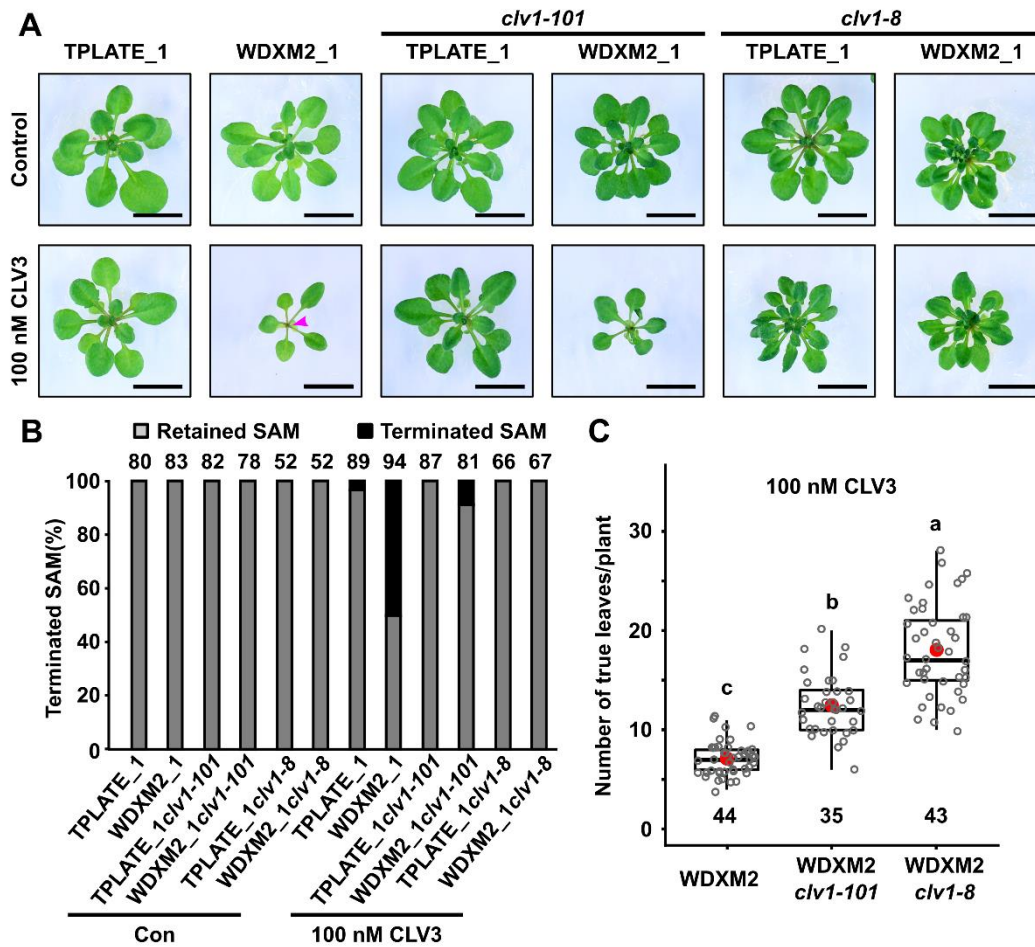 A
clv1-101
clv1-8
TPLATE_1
WDXM2_1
TPLATE_1
WDXM2_1
TPLATE_1
WDXM2_1
Control
100 nM CLV3
B
Retained SAM
Terminated SAM
80 83 82 78 52 52 89 94 87 81 66 67
Terminated SAM(%)
100
80
60
40
20
0
TPLATE_1
WDXM2_1
TPLATE_1clv1-101
WDXM2_1clv1-101
TPLATE_1clv1-8
WDXM2_1clv1-8
TPLATE_1
WDXM2_1
TPLATE_1clv1-101
WDXM2_1clv1-101
TPLATE_1clv1-8
WDXM2_1clv1-8
Con
100 nM CLV3
C
100 nM CLV3
Number of true leaves/plant
30
20
10
0
c
b
a
44
35
43
WDXM2
WDXM2
clv1-101
WDXM2
clv1-8